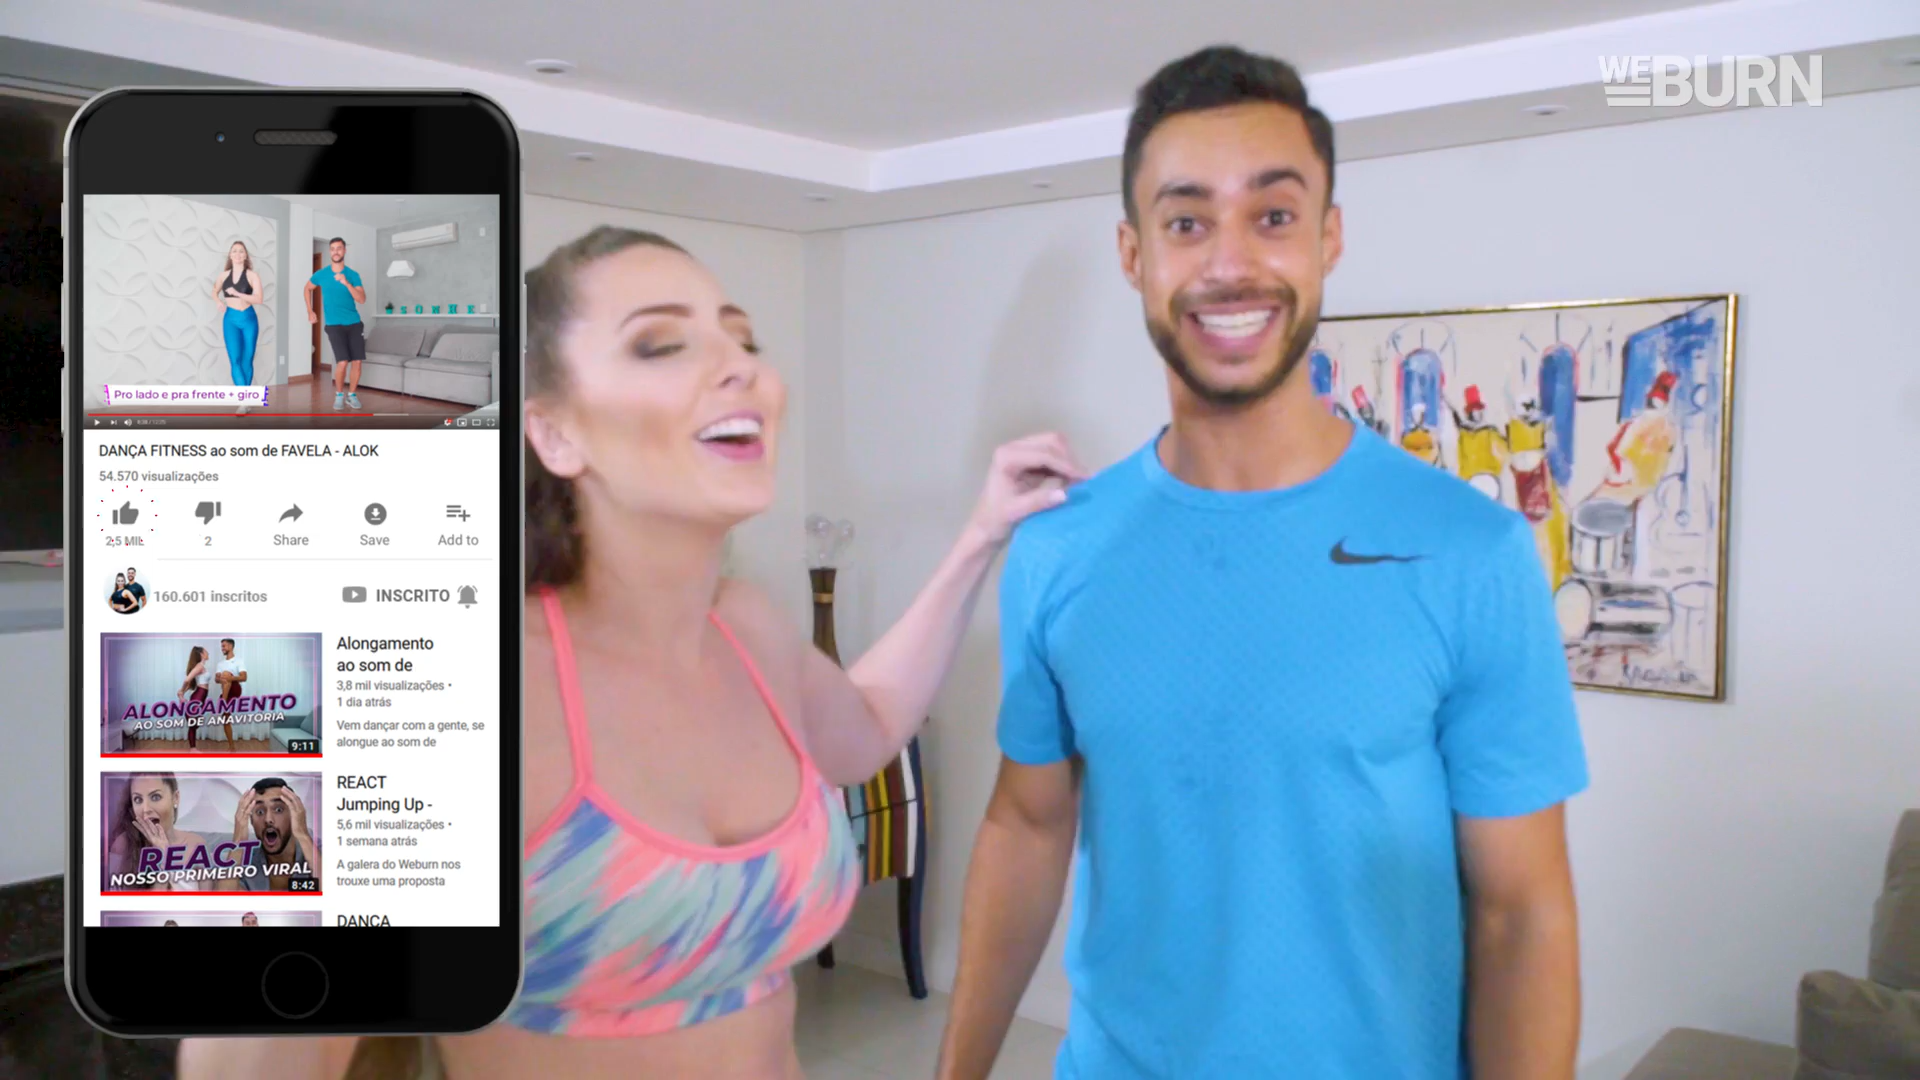 WEBURN
SONHE
Pro lado e pra frente + giro
DANÇA FITNESS ao som de FAVELA - ALOK
54.570 visualizações
2,5 MIL
2
Share
Save
Add to
160.601 inscritos
INSCRITO
ALONGAMENTO
AO SOM DE ANAVITÓRIA
9:11
Alongamento
ao som de
3,8 mil visualizações •
1 dia atrás
Vem dançar com a gente, se
alongue ao som de
REACT
NOSSO PRIMEIRO VIRAL
8:42
REACT
Jumping Up -
5,6 mil visualizações •
1 semana atrás
A galera do Weburn nos
trouxe uma proposta
DANÇA